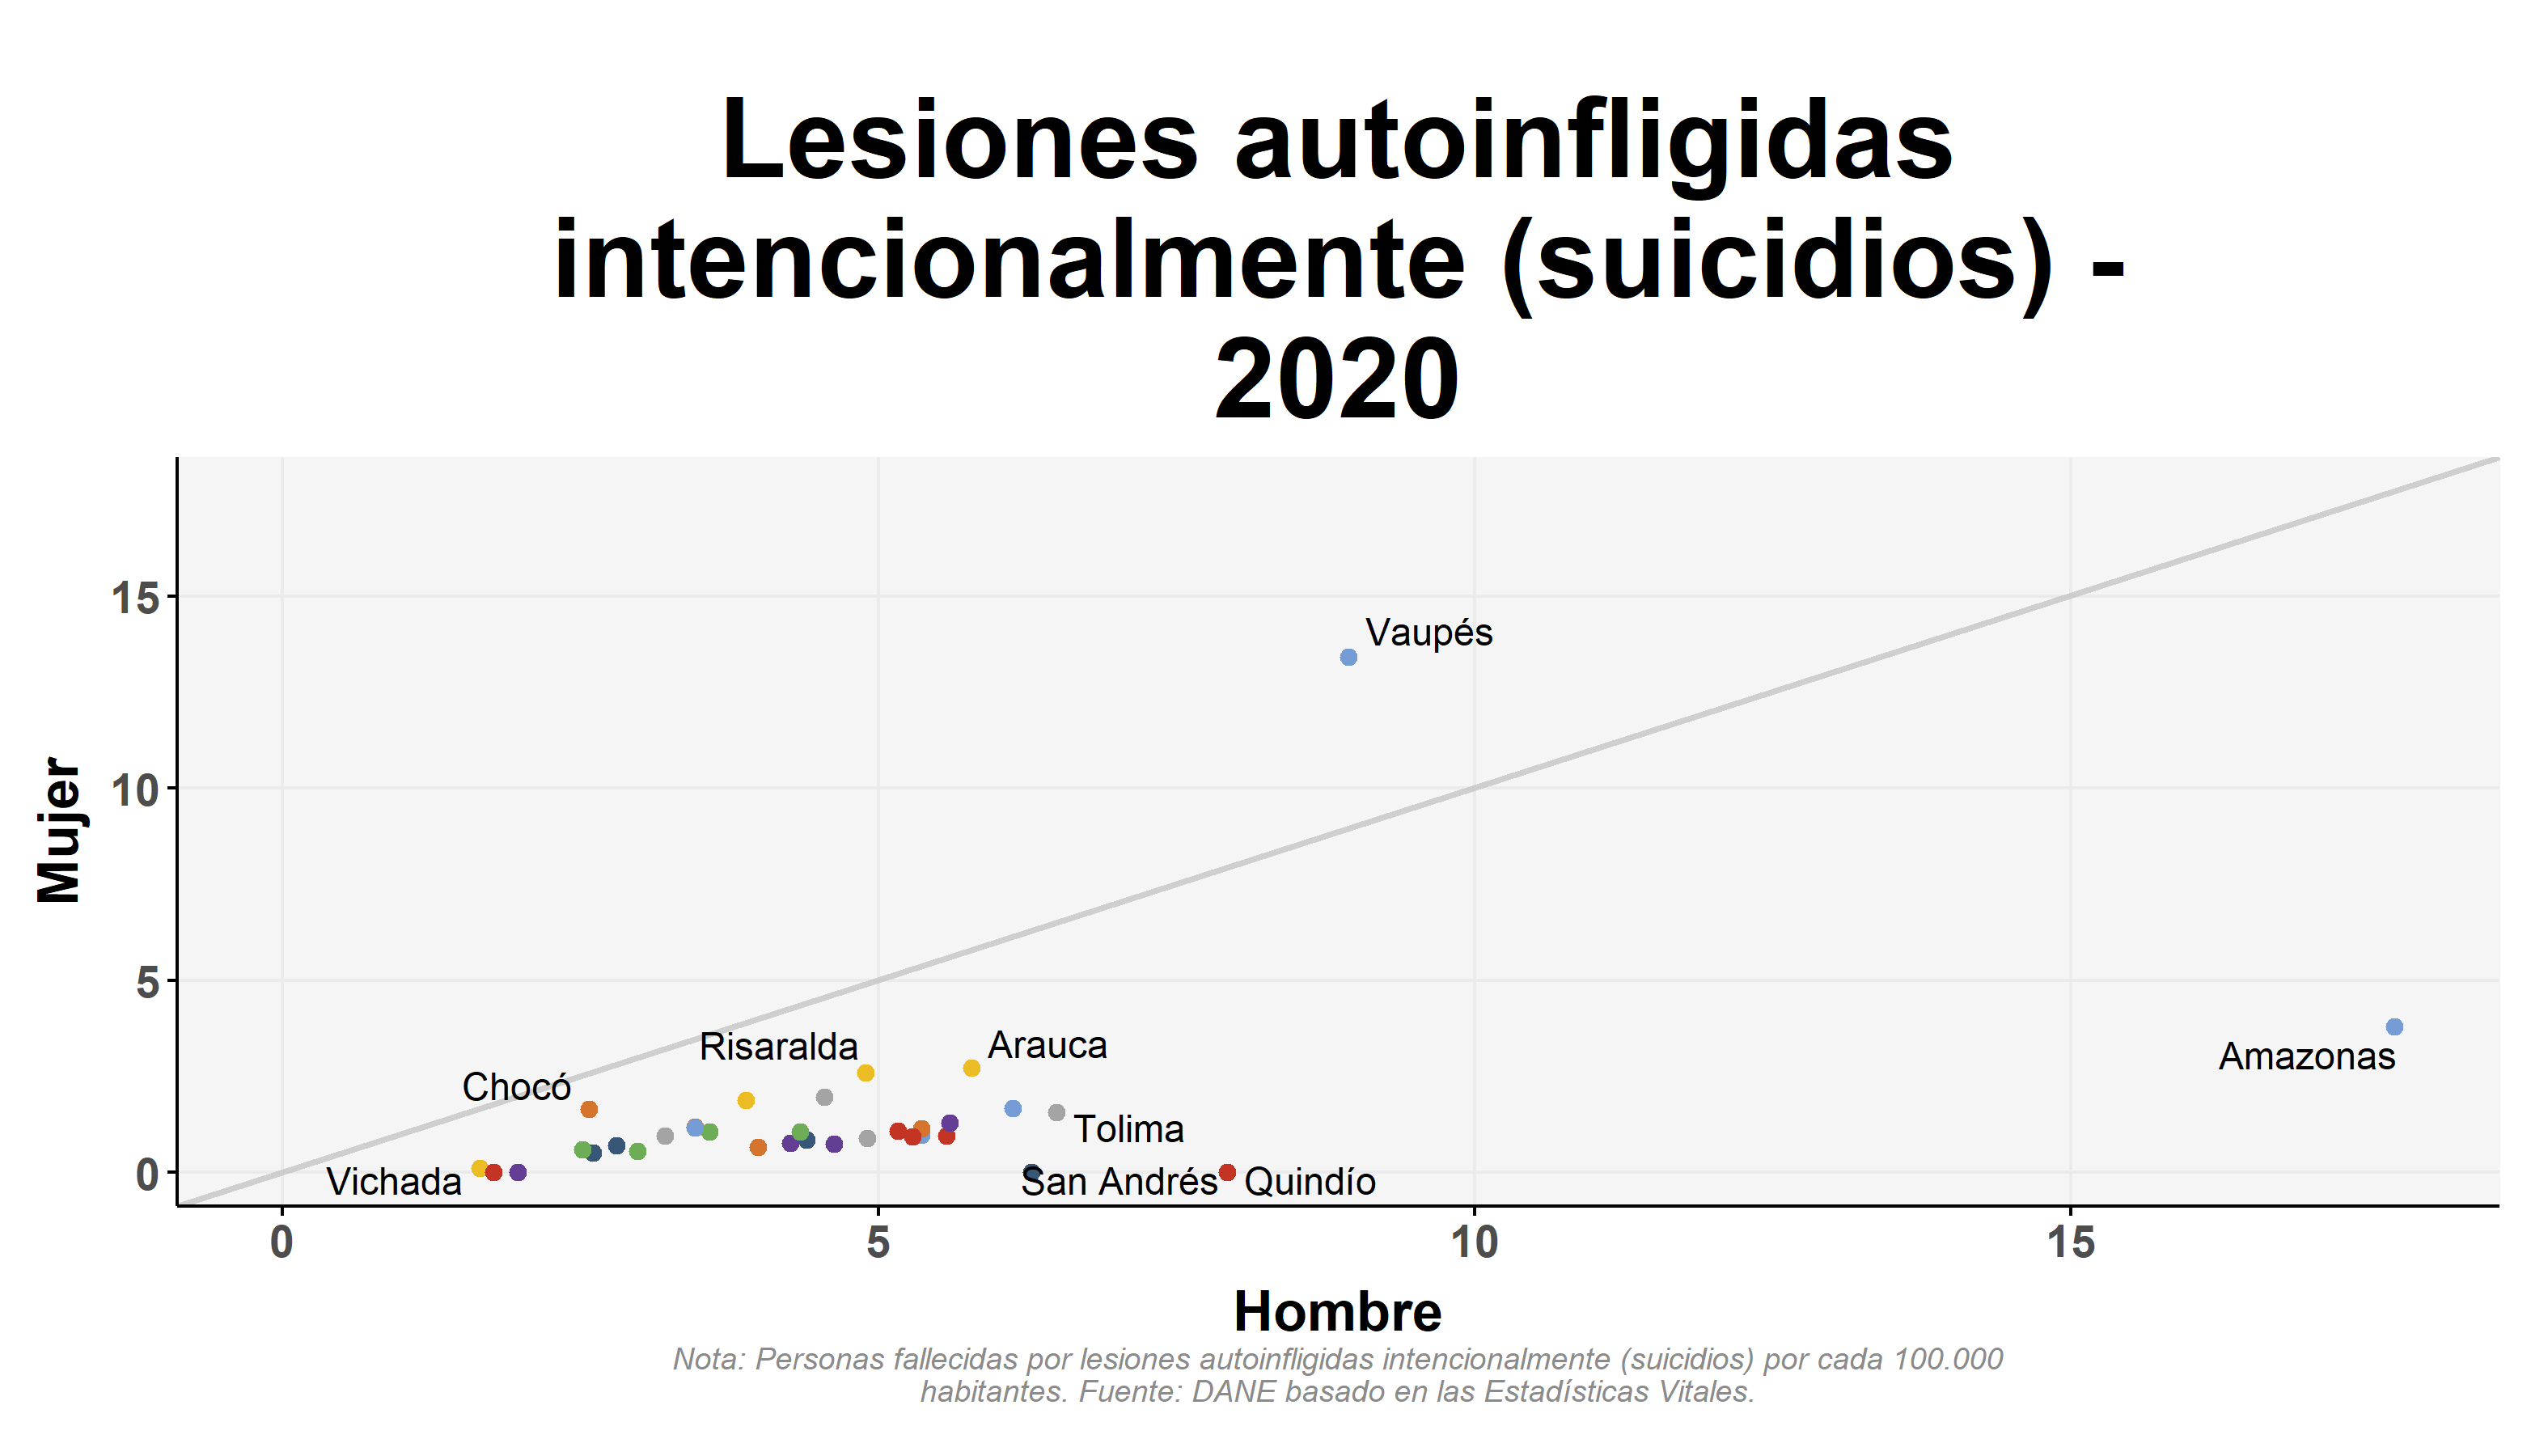 Lesiones autoinfligidas
intencionalmente (suicidios) -
2020
15
10
5
0
Mujer
Vaupés
Amazonas
Risaralda
Arauca
Chocó
Tolima
Vichada
San Andrés
Quindío
0
5
10
15
Hombre
Nota: Personas fallecidas por lesiones autoinfligidas intencionalmente (suicidios) por cada 100.000
habitantes. Fuente: DANE basado en las Estadísticas Vitales.